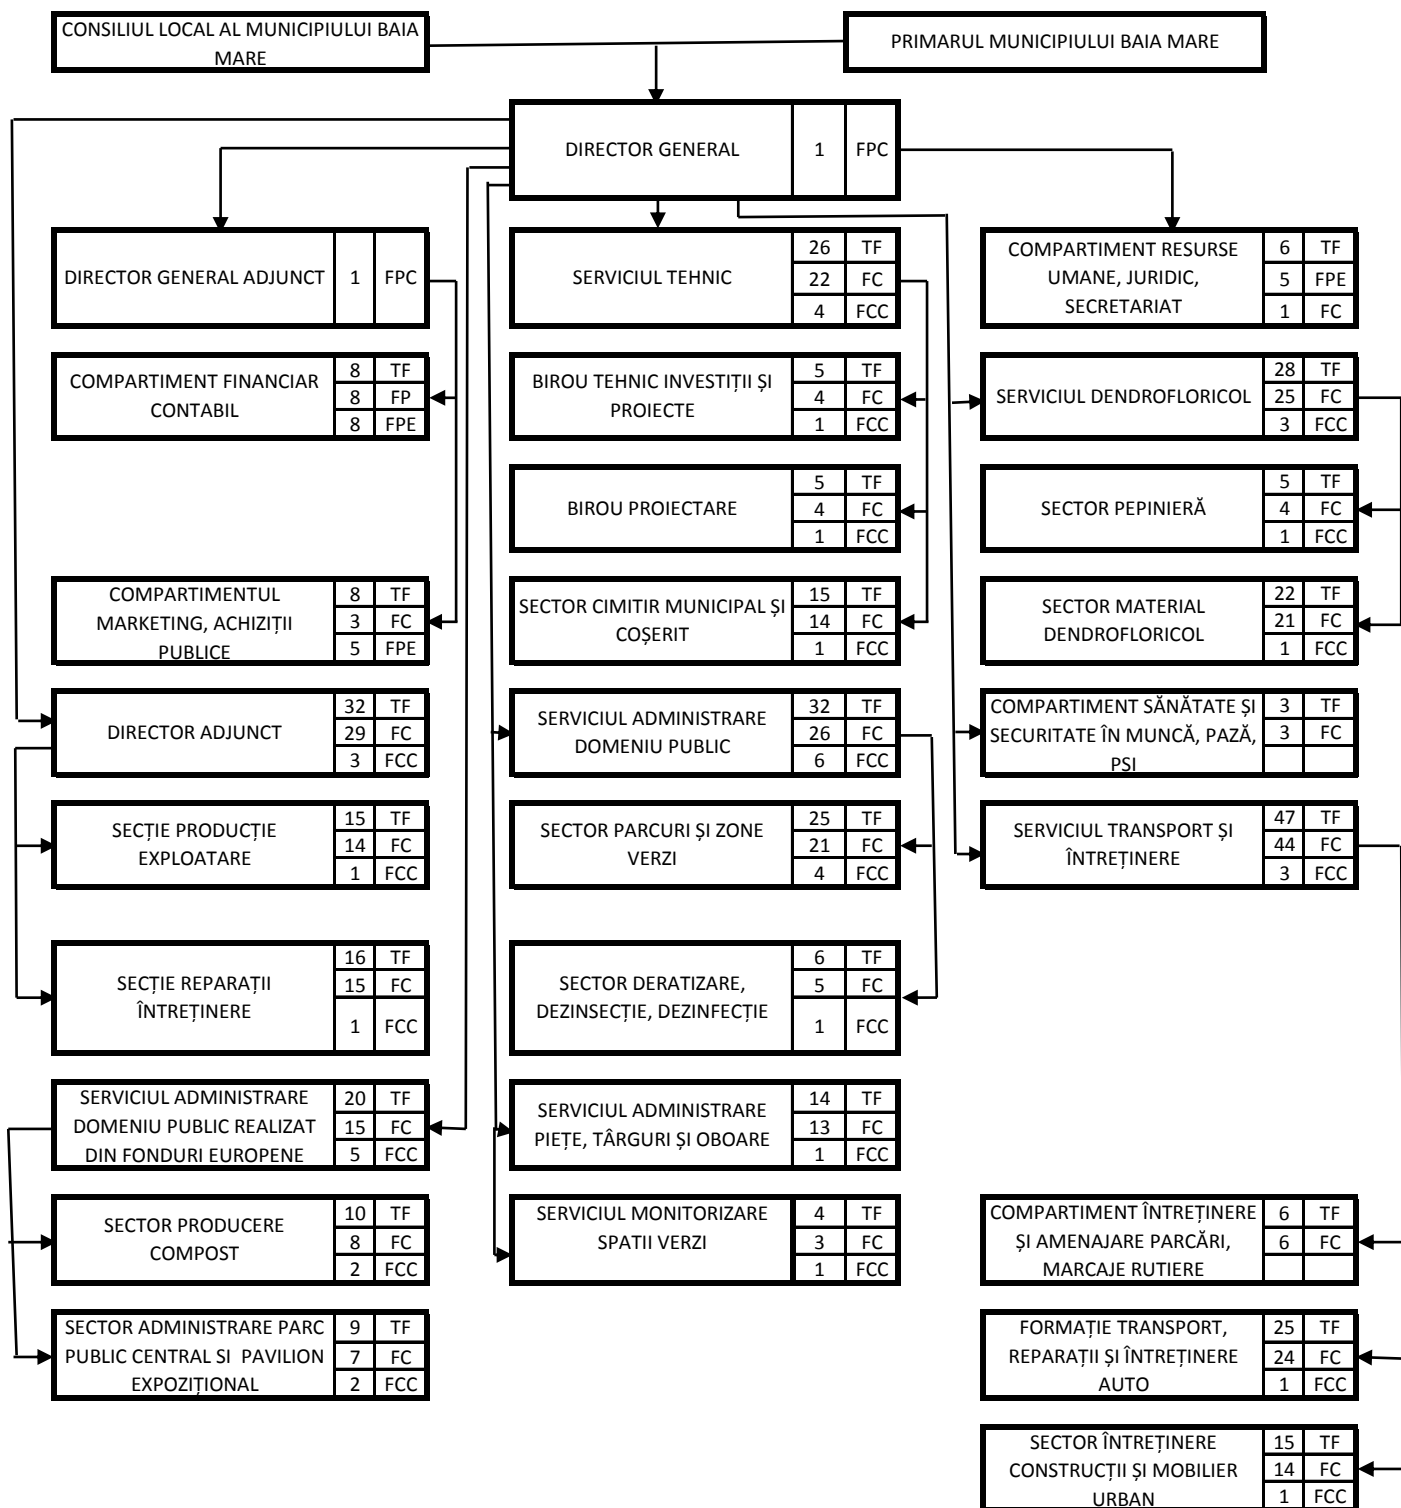 CONSILIUL LOCAL AL MUNICIPIULUI BAIA
MARE
PRIMARUL MUNICIPIULUI BAIA MARE
DIRECTOR GENERAL 1 FPC
DIRECTOR GENERAL ADJUNCT 1 FPC
SERVICIUL TEHNIC
26 TF
22 FC
4 FCC
COMPARTIMENT RESURSE
UMANE, JURIDIC,
SECRETARIAT
6 TF
5 FPE
1 FC
COMPARTIMENT FINANCIAR
CONTABIL
8 TF
8 FP
8 FPE
BIROU TEHNIC INVESTIȚII ȘI
PROIECTE
5 TF
4 FC
1 FCC
SERVICIUL DENDROFLORICOL
28 TF
25 FC
3 FCC
BIROU PROIECTARE
5 TF
4 FC
1 FCC
SECTOR PEPINIERĂ
5 TF
4 FC
1 FCC
COMPARTIMENTUL
MARKETING, ACHIZIȚII
PUBLICE
8 TF
3 FC
5 FPE
SECTOR CIMITIR MUNICIPAL ȘI
COȘERIT
15 TF
14 FC
1 FCC
SECTOR MATERIAL
DENDROFLORICOL
22 TF
21 FC
1 FCC
DIRECTOR ADJUNCT
32 TF
29 FC
3 FCC
SERVICIUL ADMINISTRARE
DOMENIU PUBLIC
32 TF
26 FC
6 FCC
COMPARTIMENT SĂNĂTATE ȘI
SECURITATE ÎN MUNCĂ, PAZĂ,
PSI
3 TF
3 FC
SECȚIE PRODUCȚIE
EXPLOATARE
15 TF
14 FC
1 FCC
SECTOR PARCURI ȘI ZONE
VERZI
25 TF
21 FC
4 FCC
SERVICIUL TRANSPORT ȘI
ÎNTREȚINERE
47 TF
44 FC
3 FCC
SECȚIE REPARAȚII
ÎNTREȚINERE
16 TF
15 FC
1 FCC
SECTOR DERATIZARE,
DEZINSECȚIE, DEZINFECȚIE
6 TF
5 FC
1 FCC
SERVICIUL ADMINISTRARE
DOMENIU PUBLIC REALIZAT
DIN FONDURI EUROPENE
20 TF
15 FC
5 FCC
SERVICIUL ADMINISTRARE
PIEȚE, TÂRGURI ȘI OBOARE
14 TF
13 FC
1 FCC
SECTOR PRODUCERE
COMPOST
10 TF
8 FC
2 FCC
SERVICIUL MONITORIZARE
SPATII VERZI
4 TF
3 FC
1 FCC
COMPARTIMENT ÎNTREȚINERE
ȘI AMENAJARE PARCĂRI,
MARCAJE RUTIERE
6 TF
6 FC
SECTOR ADMINISTRARE PARC
PUBLIC CENTRAL SI PAVILION
EXPOZIȚIONAL
9 TF
7 FC
2 FCC
FORMAȚIE TRANSPORT,
REPARAȚII ȘI ÎNTREȚINERE
AUTO
25 TF
24 FC
1 FCC
SECTOR ÎNTREȚINERE
CONSTRUCȚII ȘI MOBILIER
URBAN
15 TF
14 FC
1 FCC